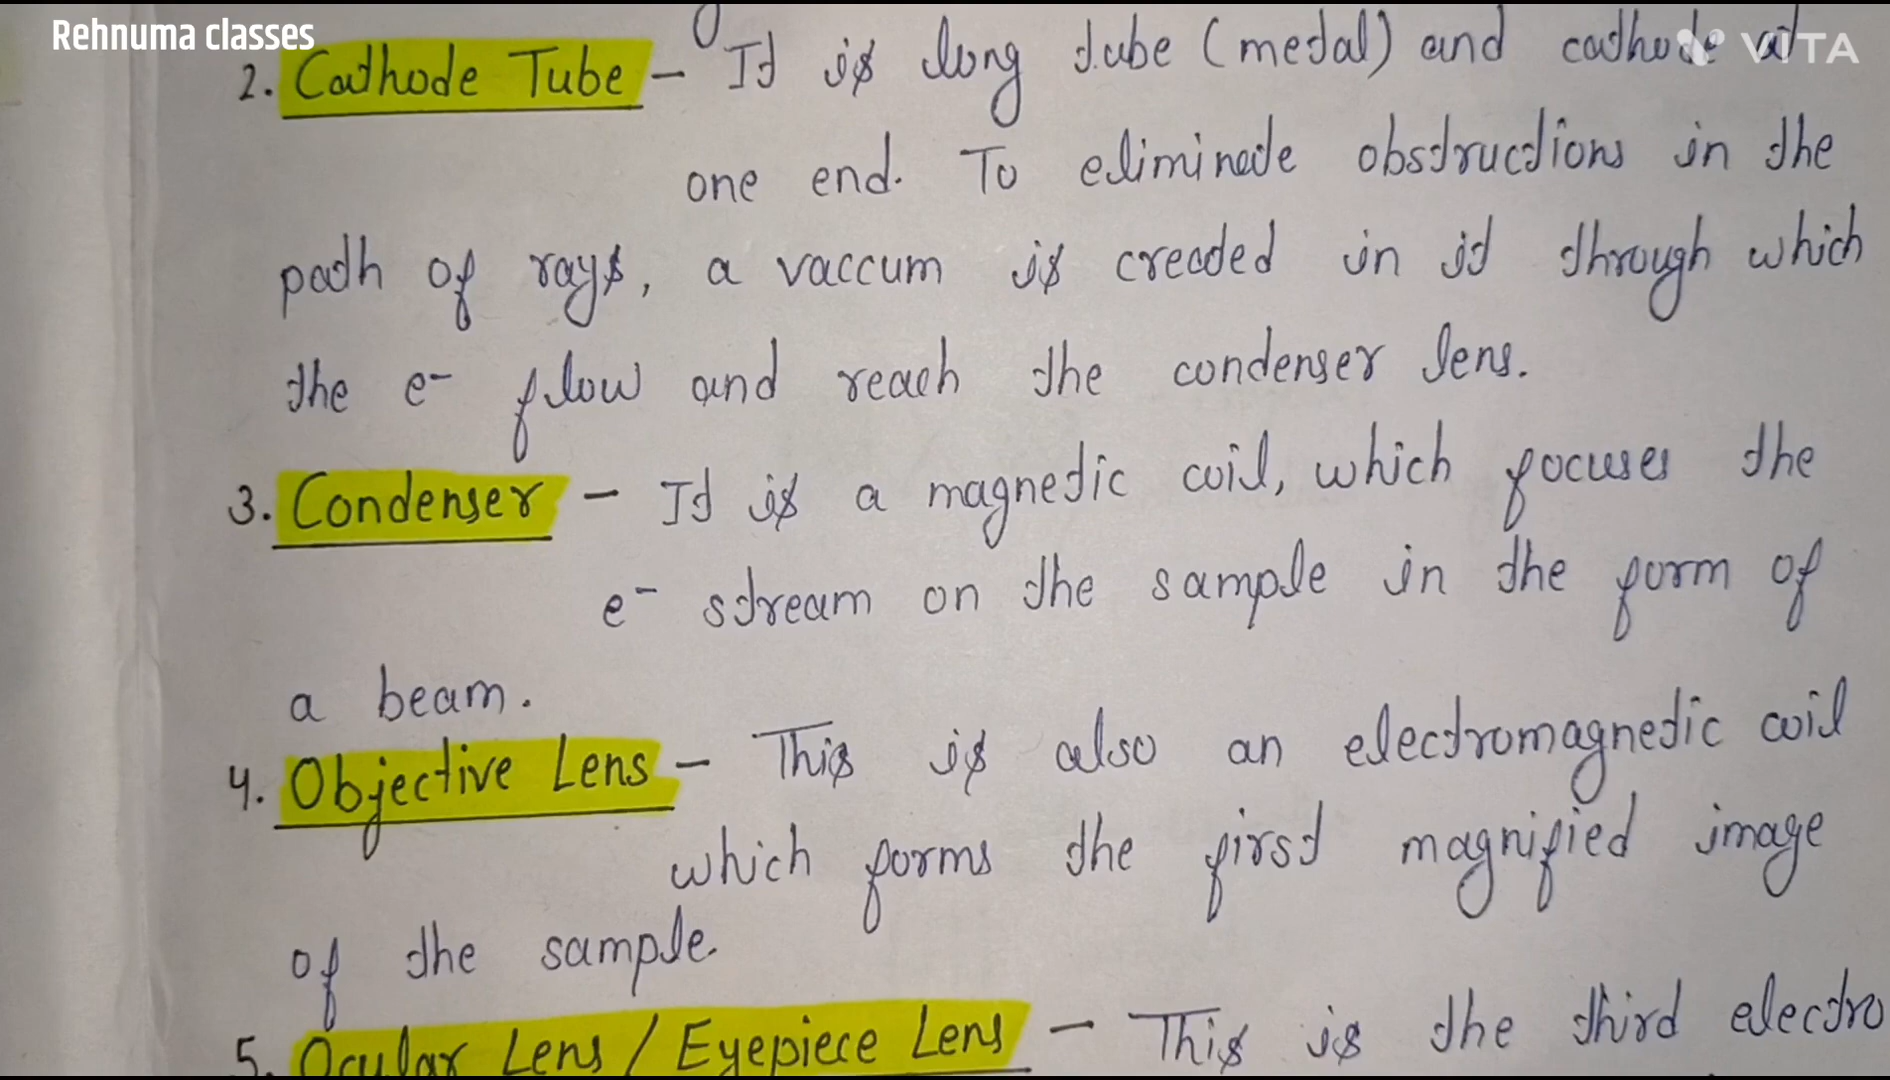 Rehnuma classes
VITA
2. Cathode Tube - It is long tube (metal) and cathode at
one end. To eliminate obstructions in the
path of rays, a vaccum is created in it through which
the e- flow and reach the condenser lens.
3. Condenser - It is a magnetic coil, which focuses the
e- stream on the sample in the form of
a beam.
4. Objective Lens - This is also an electromagnetic coil
which forms the first magnified image
of the sample.
5. Ocular Lens / Eyepiece Lens - This is the third electro